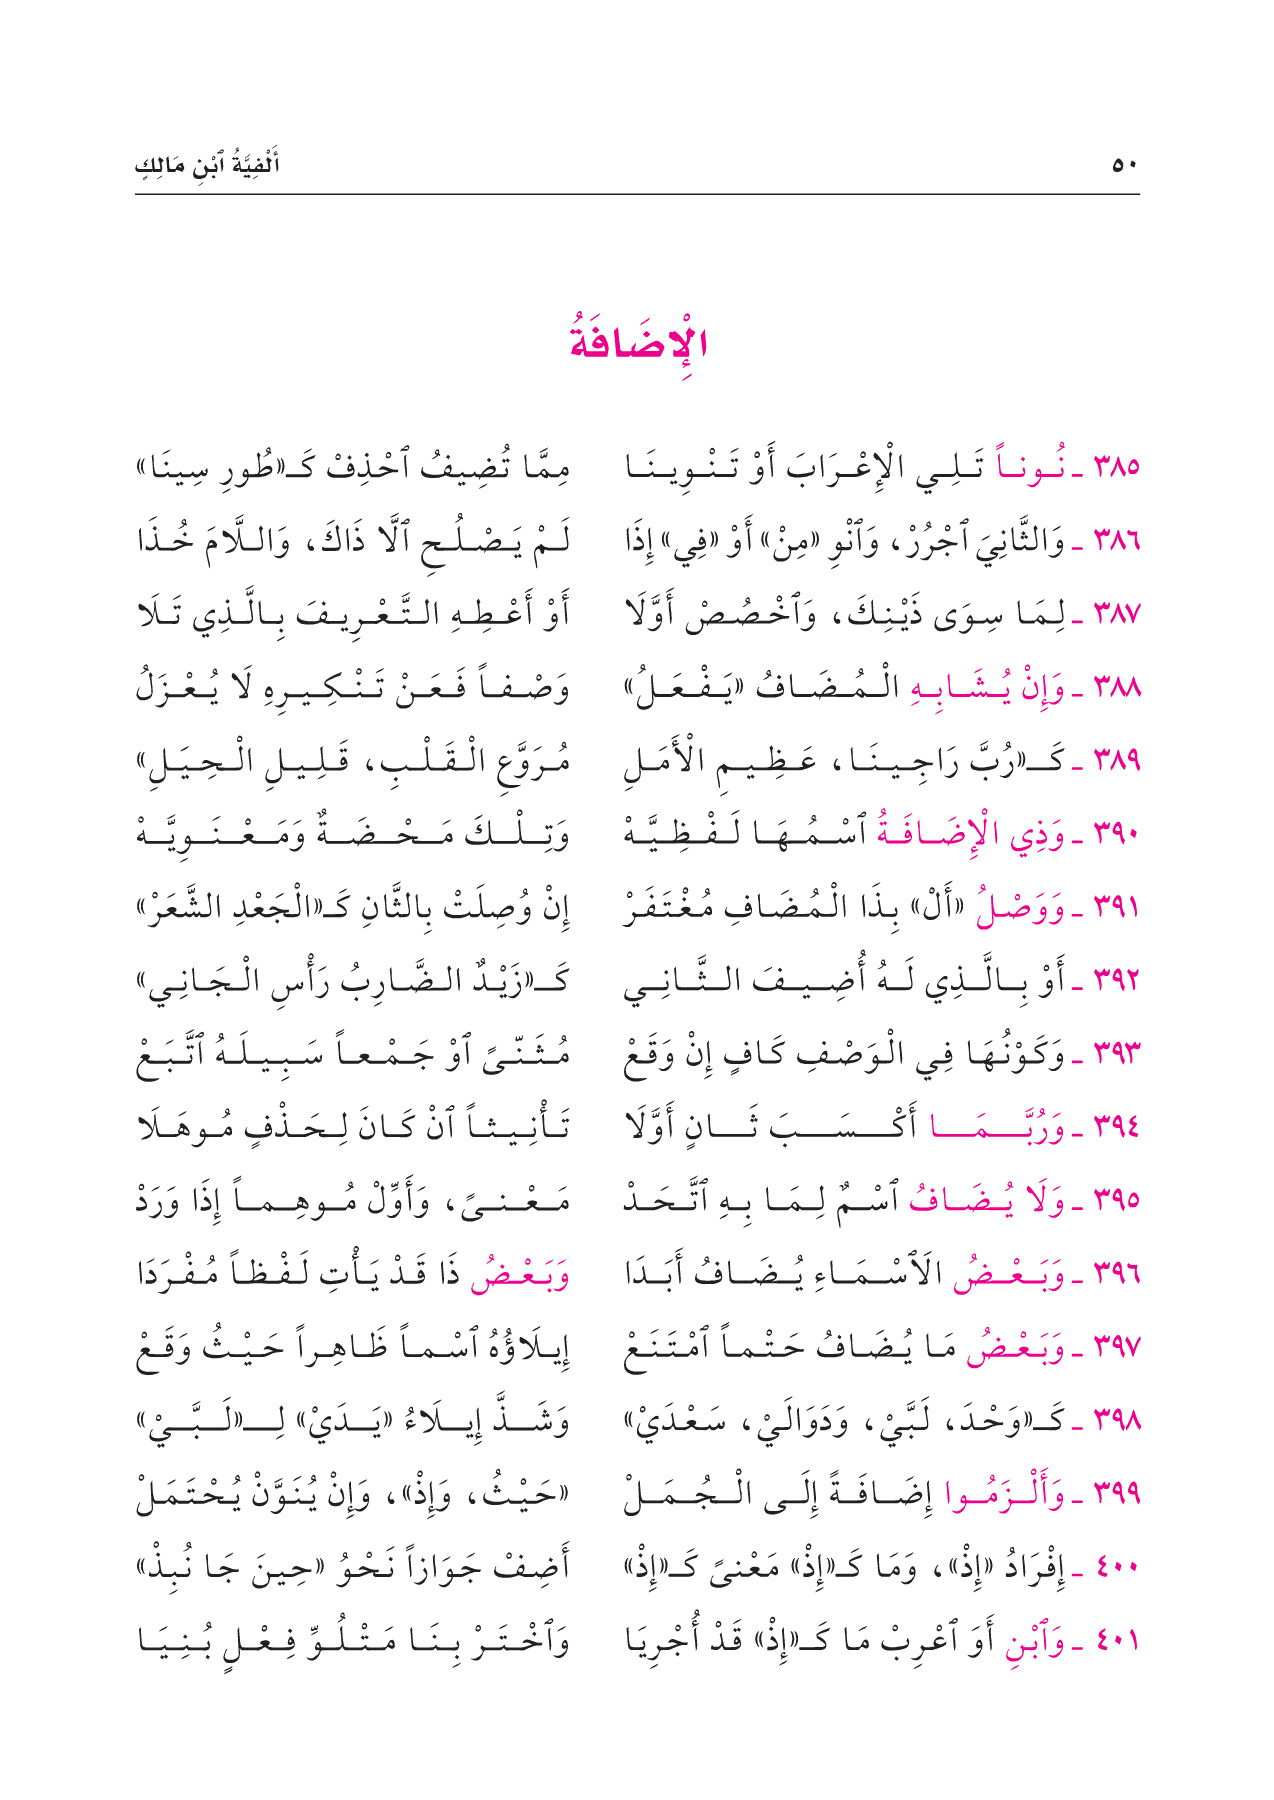 ٥٠ أَلْفِيَّةُ ٱبْنِ مَالِكٍ
الْإِضَافَةُ
٣٨٥ ـ نُوناً تَلِي الْإِعْرَابَ أَوْ تَنْوِينَا مِمَّا تُضِيفُ ٱحْذِفْ كَـ«طُورِ سِينَا»
٣٨٦ ـ وَالثَّانِيَ ٱجْرُرْ، وَٱنْوِ «مِنْ» أَوْ «فِي» إِذَا لَمْ يَصْلُحِ ٱلَّا ذَاكَ، وَاللَّامَ خُذَا
٣٨٧ ـ لِمَا سِوَى ذَيْنِكَ، وَٱخْصُصْ أَوَّلَا أَوْ أَعْطِهِ التَّعْرِيفَ بِالَّذِي تَلَا
٣٨٨ ـ وَإِنْ يُشَابِهِ الْمُضَافُ «يَفْعَلُ» وَصْفاً فَعَنْ تَنْكِيرِهِ لَا يُعْزَلُ
٣٨٩ ـ كَـ«رُبَّ رَاجِينَا، عَظِيمِ الْأَمَلِ مُرَوَّعِ الْقَلْبِ، قَلِيلِ الْحِيَلِ»
٣٩٠ ـ وَذِي الْإِضَافَةُ ٱسْمُهَا لَفْظِيَّهْ وَتِلْكَ مَحْضَةٌ وَمَعْنَوِيَّهْ
٣٩١ ـ وَوَصْلُ «أَلْ» بِذَا الْمُضَافِ مُغْتَفَرْ إِنْ وُصِلَتْ بِالثَّانِ كَـ«الْجَعْدِ الشَّعَرْ»
٣٩٢ ـ أَوْ بِالَّذِي لَهُ أُضِيفَ الثَّانِي كَـ«زَيْدٌ الضَّارِبُ رَأْسِ الْجَانِي»
٣٩٣ ـ وَكَوْنُهَا فِي الْوَصْفِ كَافٍ إِنْ وَقَعْ مُثَنّىً ٱوْ جَمْعاً سَبِيلَهُ ٱتَّبَعْ
٣٩٤ ـ وَرُبَّمَا أَكْسَبَ ثَانٍ أَوَّلَا تَأْنِيثاً ٱنْ كَانَ لِحَذْفٍ مُوهَلَا
٣٩٥ ـ وَلَا يُضَافُ ٱسْمٌ لِمَا بِهِ ٱتَّحَدْ مَعْنىً، وَأَوِّلْ مُوهِماً إِذَا وَرَدْ
٣٩٦ ـ وَبَعْضُ الَاسْمَاءِ يُضَافُ أَبَدَا وَبَعْضُ ذَا قَدْ يَأْتِ لَفْظاً مُفْرَدَا
٣٩٧ ـ وَبَعْضُ مَا يُضَافُ حَتْماً ٱمْتَنَعْ إِيلَاؤُهُ ٱسْماً ظَاهِراً حَيْثُ وَقَعْ
٣٩٨ ـ كَـ«وَحْدَ، لَبَّيْ، وَدَوَالَيْ، سَعْدَيْ» وَشَذَّ إِيلَاءُ «يَدَيْ» لِـ«لَبَّيْ»
٣٩٩ ـ وَأَلْزَمُوا إِضَافَةً إِلَى الْجُمَلْ «حَيْثُ، وَإِذْ»، وَإِنْ يُنَوَّنْ يُحْتَمَلْ
٤٠٠ ـ إِفْرَادُ «إِذْ»، وَمَا كَـ«إِذْ» مَعْنىً كَـ«إِذْ» أَضِفْ جَوَازاً نَحْوُ «حِينَ جَا نُبِذْ»
٤٠١ ـ وَٱبْنِ أَوَ ٱعْرِبْ مَا كَـ«إِذْ» قَدْ أُجْرِيَا وَٱخْتَرْ بِنَا مَتْلُوِّ فِعْلٍ بُنِيَا